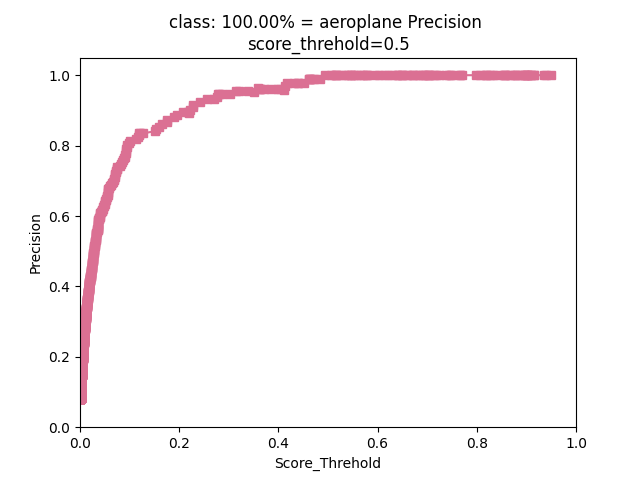 class: 100.00% = aeroplane Precision
score_threhold=0.5
Precision
1.0
0.8
0.6
0.4
0.2
0.0
0.0 0.2 0.4 0.6 0.8 1.0
Score_Threhold